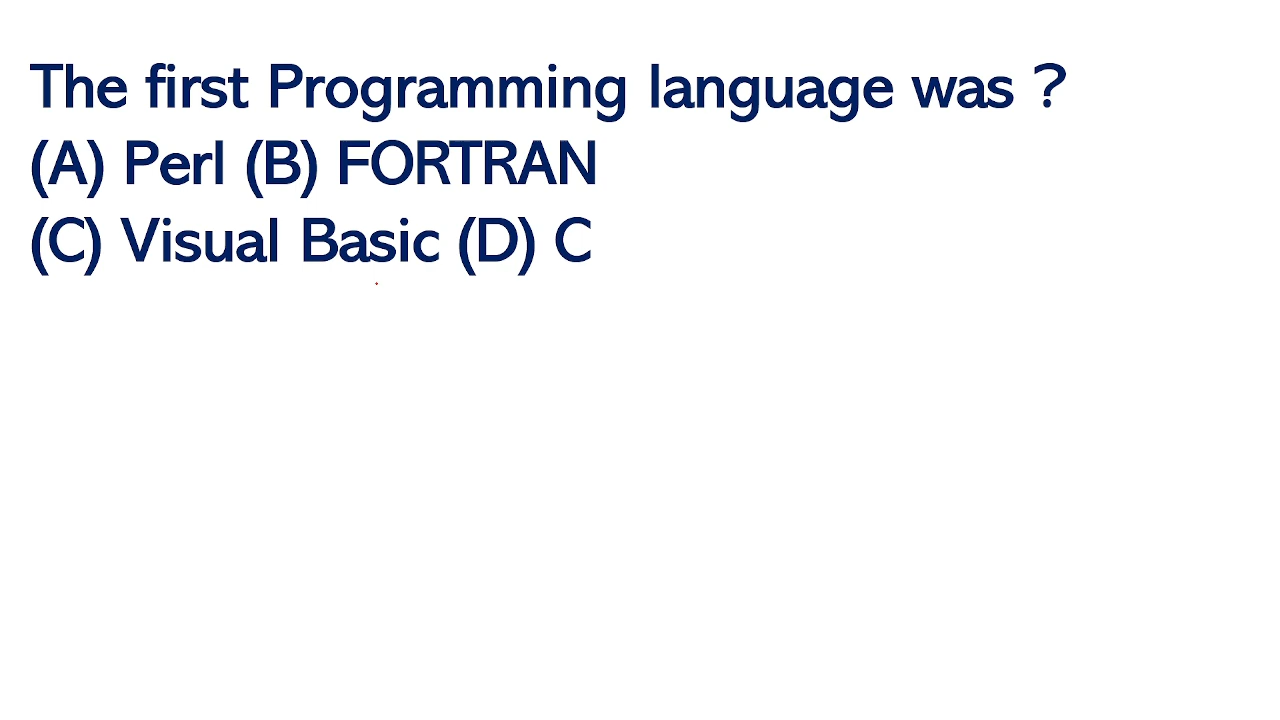 The first Programming language was ?
(A) Perl (B) FORTRAN
(C) Visual Basic (D) C